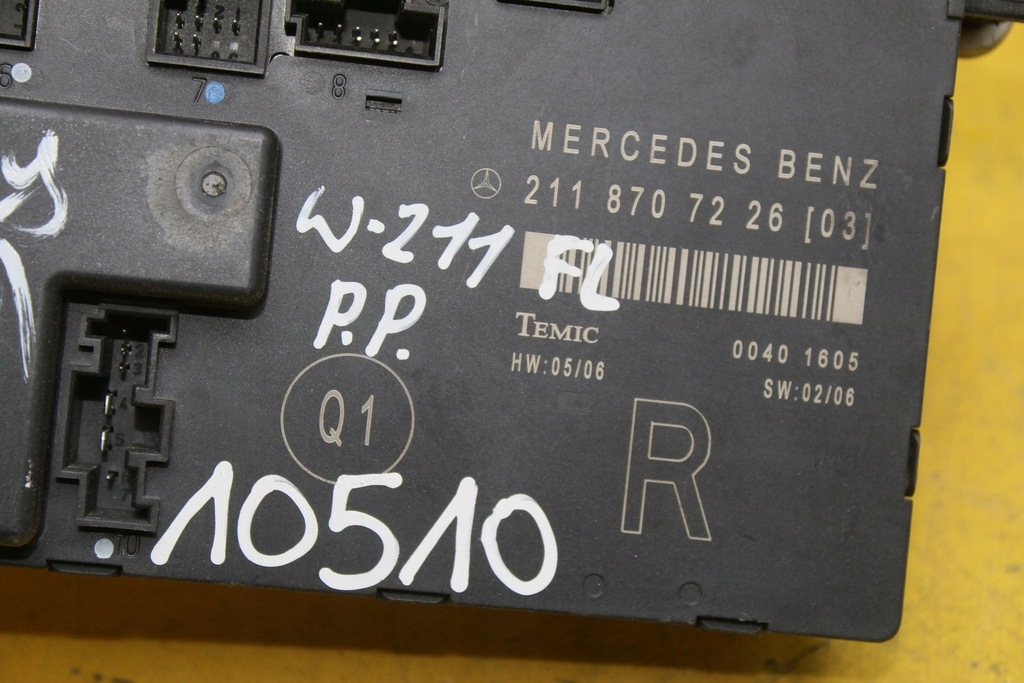 7
8
MERCEDES BENZ
211 870 72 26 [03]
W-211 FL
P.P.
TEMIC
0040 1605
HW:05/06
SW:02/06
Q1
R
10510
10